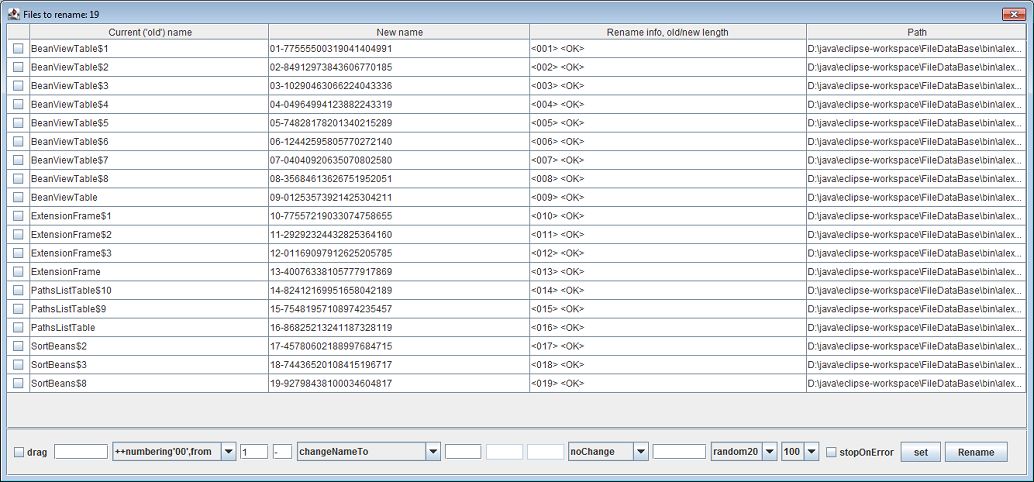 Files to rename: 19
Current ('old') name New name Rename info, old/new length Path
BeanViewTable$1 01-77555500319041404991 <001> <OK> D:\java\eclipse-workspace\FileDataBase\bin\alex...
BeanViewTable$2 02-84912973843606770185 <002> <OK> D:\java\eclipse-workspace\FileDataBase\bin\alex...
BeanViewTable$3 03-10290463066224043336 <003> <OK> D:\java\eclipse-workspace\FileDataBase\bin\alex...
BeanViewTable$4 04-04964994123882243319 <004> <OK> D:\java\eclipse-workspace\FileDataBase\bin\alex...
BeanViewTable$5 05-74828178201340215289 <005> <OK> D:\java\eclipse-workspace\FileDataBase\bin\alex...
BeanViewTable$6 06-12442595805770272140 <006> <OK> D:\java\eclipse-workspace\FileDataBase\bin\alex...
BeanViewTable$7 07-04040920635070802580 <007> <OK> D:\java\eclipse-workspace\FileDataBase\bin\alex...
BeanViewTable$8 08-35684613626751952051 <008> <OK> D:\java\eclipse-workspace\FileDataBase\bin\alex...
BeanViewTable 09-01253573921425304211 <009> <OK> D:\java\eclipse-workspace\FileDataBase\bin\alex...
ExtensionFrame$1 10-77557219033074758655 <010> <OK> D:\java\eclipse-workspace\FileDataBase\bin\alex...
ExtensionFrame$2 11-29292324432825364160 <011> <OK> D:\java\eclipse-workspace\FileDataBase\bin\alex...
ExtensionFrame$3 12-01169097912625205785 <012> <OK> D:\java\eclipse-workspace\FileDataBase\bin\alex...
ExtensionFrame 13-40076338105777917869 <013> <OK> D:\java\eclipse-workspace\FileDataBase\bin\alex...
PathsListTable$10 14-82412169951658042189 <014> <OK> D:\java\eclipse-workspace\FileDataBase\bin\alex...
PathsListTable$9 15-75481957108974235457 <015> <OK> D:\java\eclipse-workspace\FileDataBase\bin\alex...
PathsListTable 16-86825213241187328119 <016> <OK> D:\java\eclipse-workspace\FileDataBase\bin\alex...
SortBeans$2 17-45780602188997684715 <017> <OK> D:\java\eclipse-workspace\FileDataBase\bin\alex...
SortBeans$3 18-74436520108415196717 <018> <OK> D:\java\eclipse-workspace\FileDataBase\bin\alex...
SortBeans$8 19-92798438100034604817 <019> <OK> D:\java\eclipse-workspace\FileDataBase\bin\alex...
drag ++numbering'00',from 1 - changeNameTo noChange random20 100 stopOnError set Rename